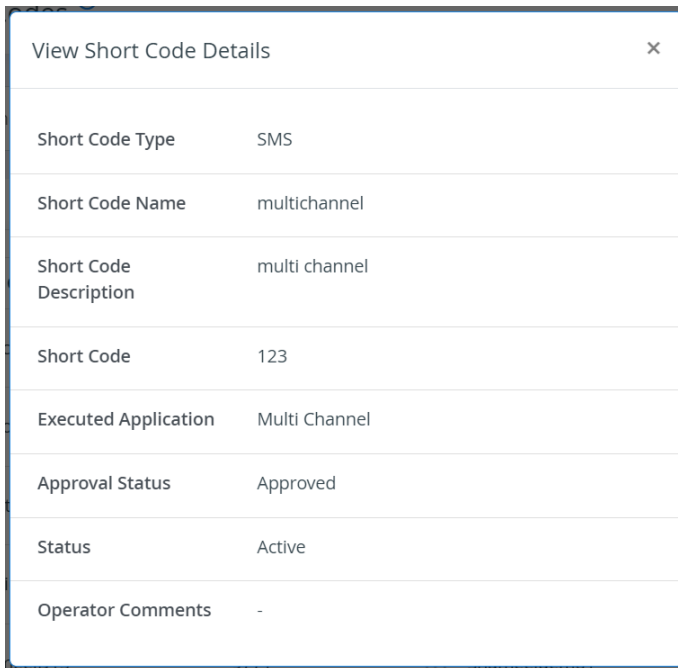 View Short Code Details ×
Short Code Type SMS
Short Code Name multichannel
Short Code multi channel
Description
Short Code 123
Executed Application Multi Channel
Approval Status Approved
Status Active
Operator Comments -